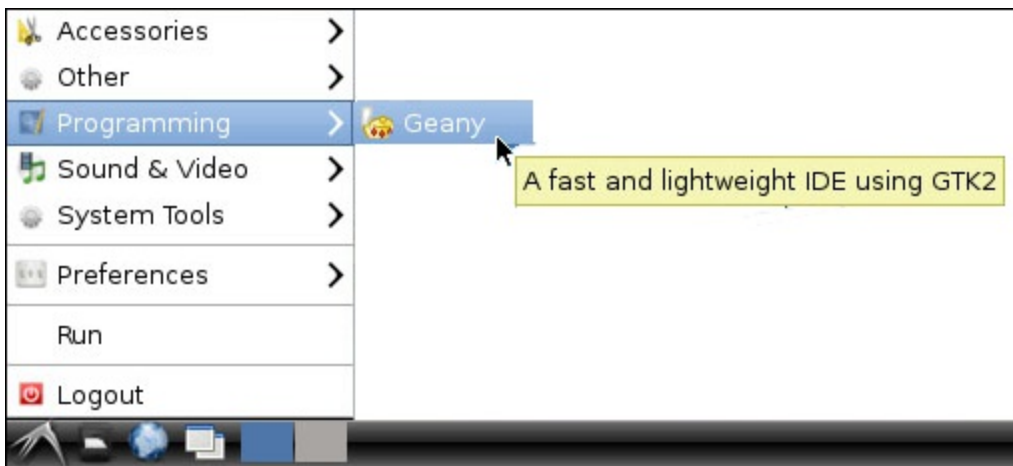 Accessories
Other
Programming
Geany
A fast and lightweight IDE using GTK2
Sound & Video
System Tools
Preferences
Run
Logout